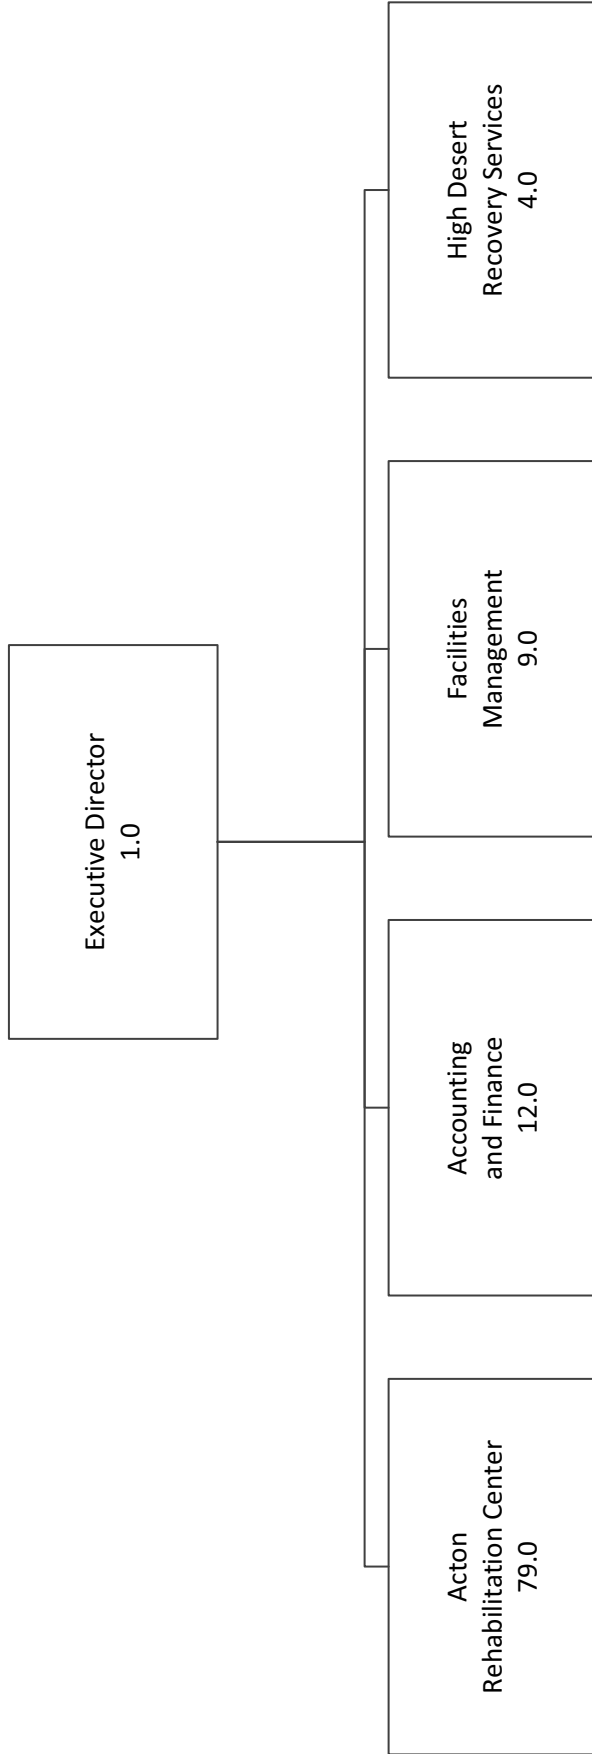 Executive Director
1.0
Acton
Rehabilitation Center
79.0
Accounting
and Finance
12.0
Facilities
Management
9.0
High Desert
Recovery Services
4.0